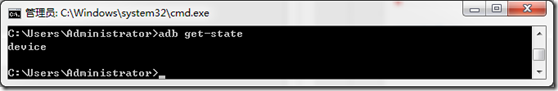 管理员: C:\Windows\system32\cmd.exe
C:\Users\Administrator>adb get-state
device
C:\Users\Administrator>_